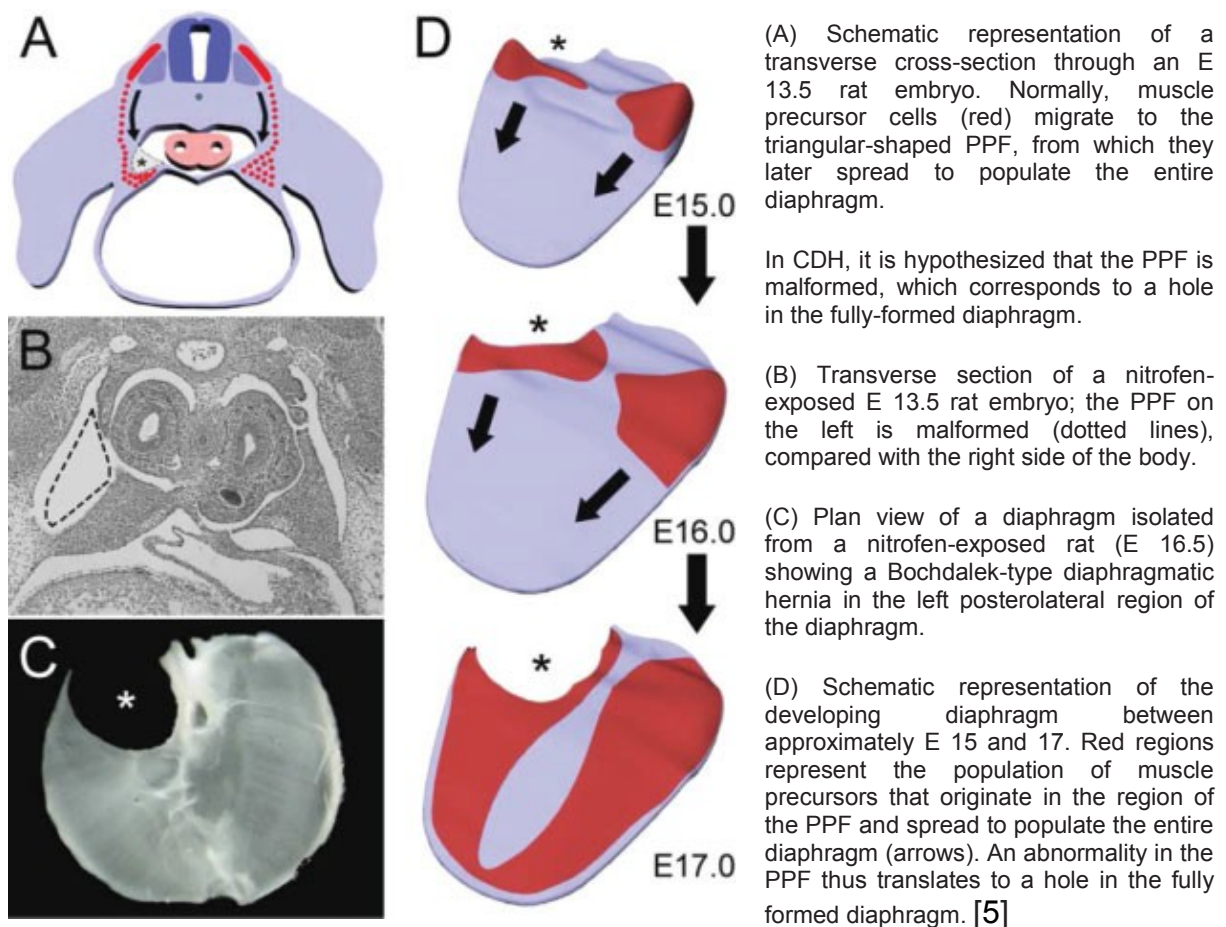 A
*
B
C
*
D
*
E15.0
*
E16.0
*
E17.0
(A) Schematic representation of a
transverse cross-section through an E
13.5 rat embryo. Normally, muscle
precursor cells (red) migrate to the
triangular-shaped PPF, from which they
later spread to populate the entire
diaphragm.
In CDH, it is hypothesized that the PPF is
malformed, which corresponds to a hole
in the fully-formed diaphragm.
(B) Transverse section of a nitrofen-
exposed E 13.5 rat embryo; the PPF on
the left is malformed (dotted lines),
compared with the right side of the body.
(C) Plan view of a diaphragm isolated
from a nitrofen-exposed rat (E 16.5)
showing a Bochdalek-type diaphragmatic
hernia in the left posterolateral region of
the diaphragm.
(D) Schematic representation of the
developing diaphragm between
approximately E 15 and 17. Red regions
represent the population of muscle
precursors that originate in the region of
the PPF and spread to populate the entire
diaphragm (arrows). An abnormality in the
PPF thus translates to a hole in the fully
formed diaphragm. [5]